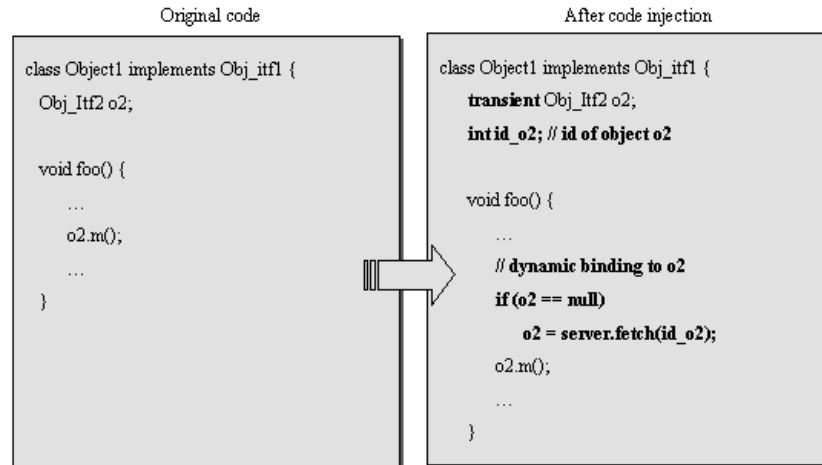 Original code
class Object1 implements Obj_itf1 {
Obj_Itf2 o2;
void foo() {
...
o2.m();
...
}
After code injection
class Object1 implements Obj_itf1 {
transient Obj_Itf2 o2;
int id_o2; // id of object o2
void foo() {
...
// dynamic binding to o2
if (o2 == null)
o2 = server.fetch(id_o2);
o2.m();
...
}